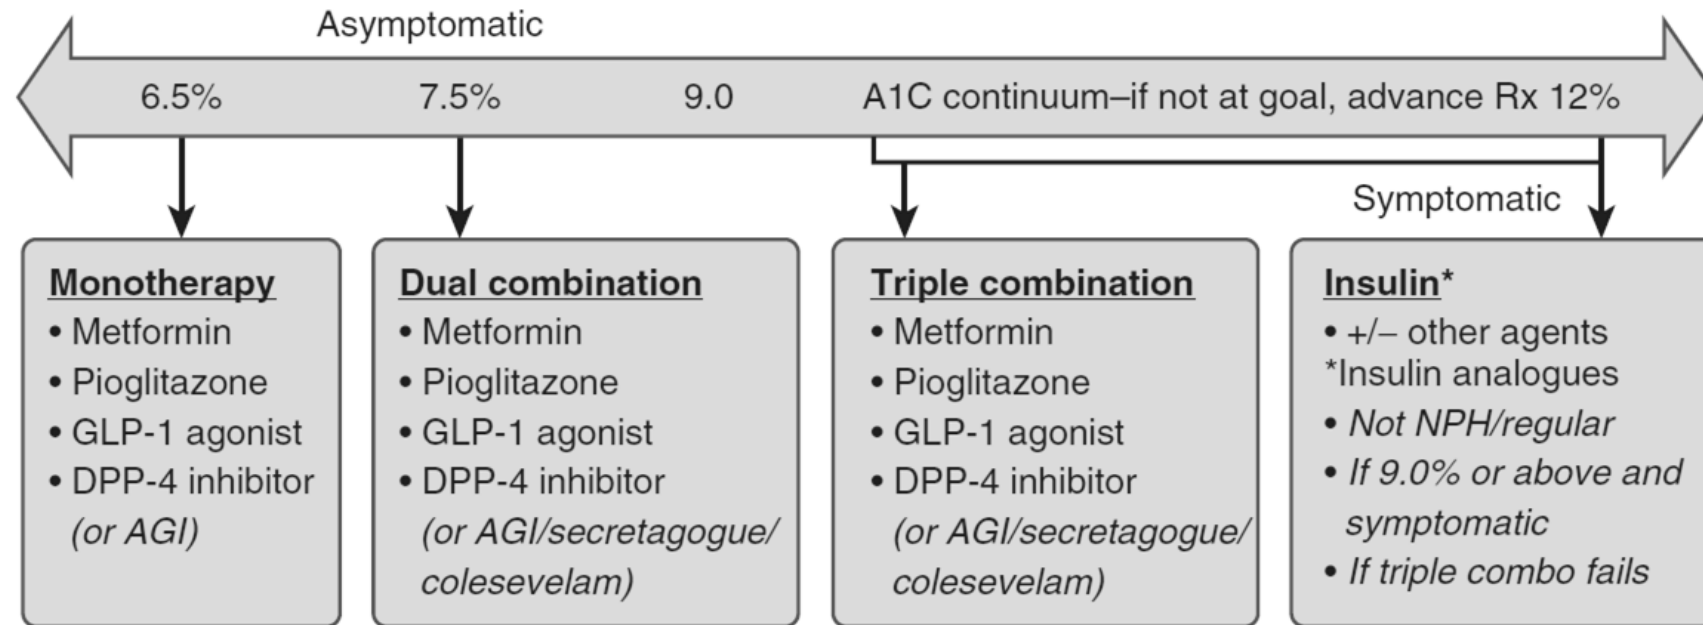 Asymptomatic
6.5% 7.5% 9.0 A1C continuum–if not at goal, advance Rx 12%
Symptomatic
Monotherapy
• Metformin
• Pioglitazone
• GLP-1 agonist
• DPP-4 inhibitor
(or AGI)
Dual combination
• Metformin
• Pioglitazone
• GLP-1 agonist
• DPP-4 inhibitor
(or AGI/secretagogue/
colesevelam)
Triple combination
• Metformin
• Pioglitazone
• GLP-1 agonist
• DPP-4 inhibitor
(or AGI/secretagogue/
colesevelam)
Insulin*
• +/– other agents
*Insulin analogues
• Not NPH/regular
• If 9.0% or above and
symptomatic
• If triple combo fails